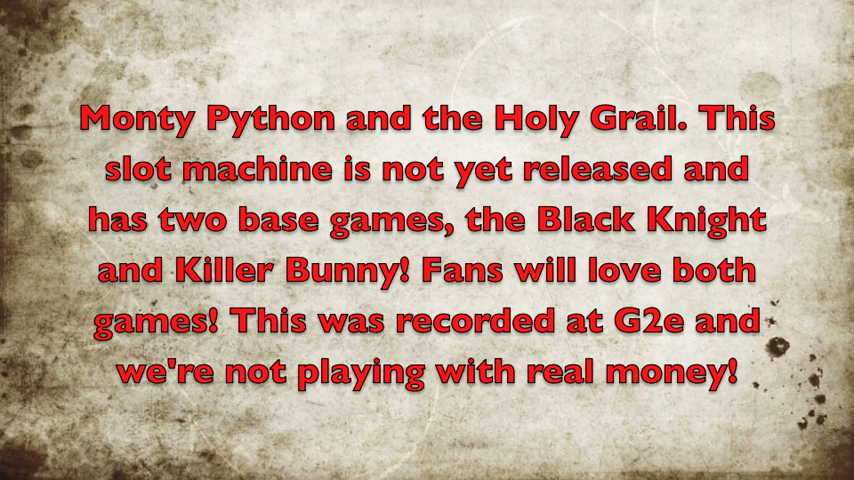 Monty Python and the Holy Grail. This
slot machine is not yet released and
has two base games, the Black Knight
and Killer Bunny! Fans will love both
games! This was recorded at G2e and
we're not playing with real money!